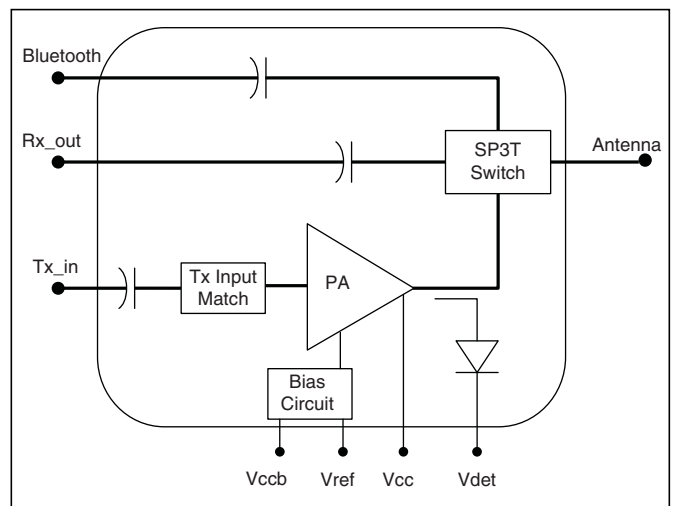 Bluetooth
Rx_out
SP3T
Switch
Antenna
Tx_in
Tx Input
Match
PA
Bias
Circuit
Vccb
Vref
Vcc
Vdet